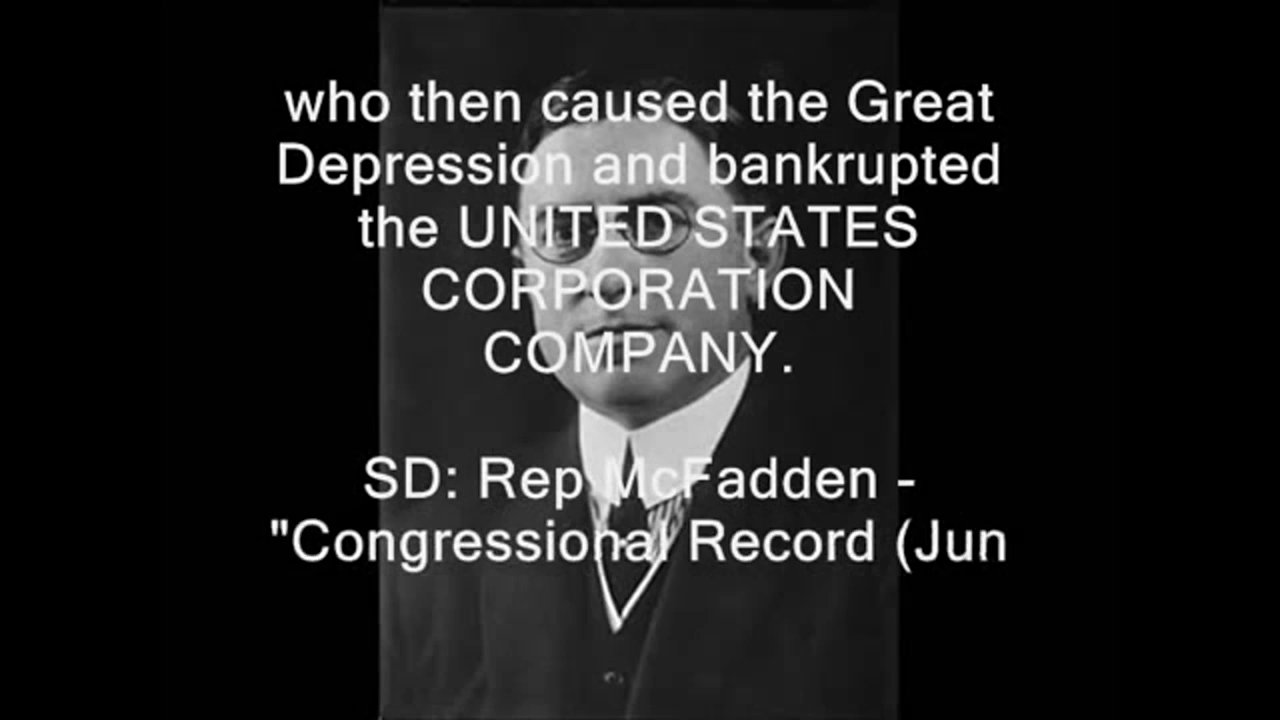 who then caused the Great
Depression and bankrupted
the UNITED STATES
CORPORATION
COMPANY.
SD: Rep McFadden -
"Congressional Record (Jun